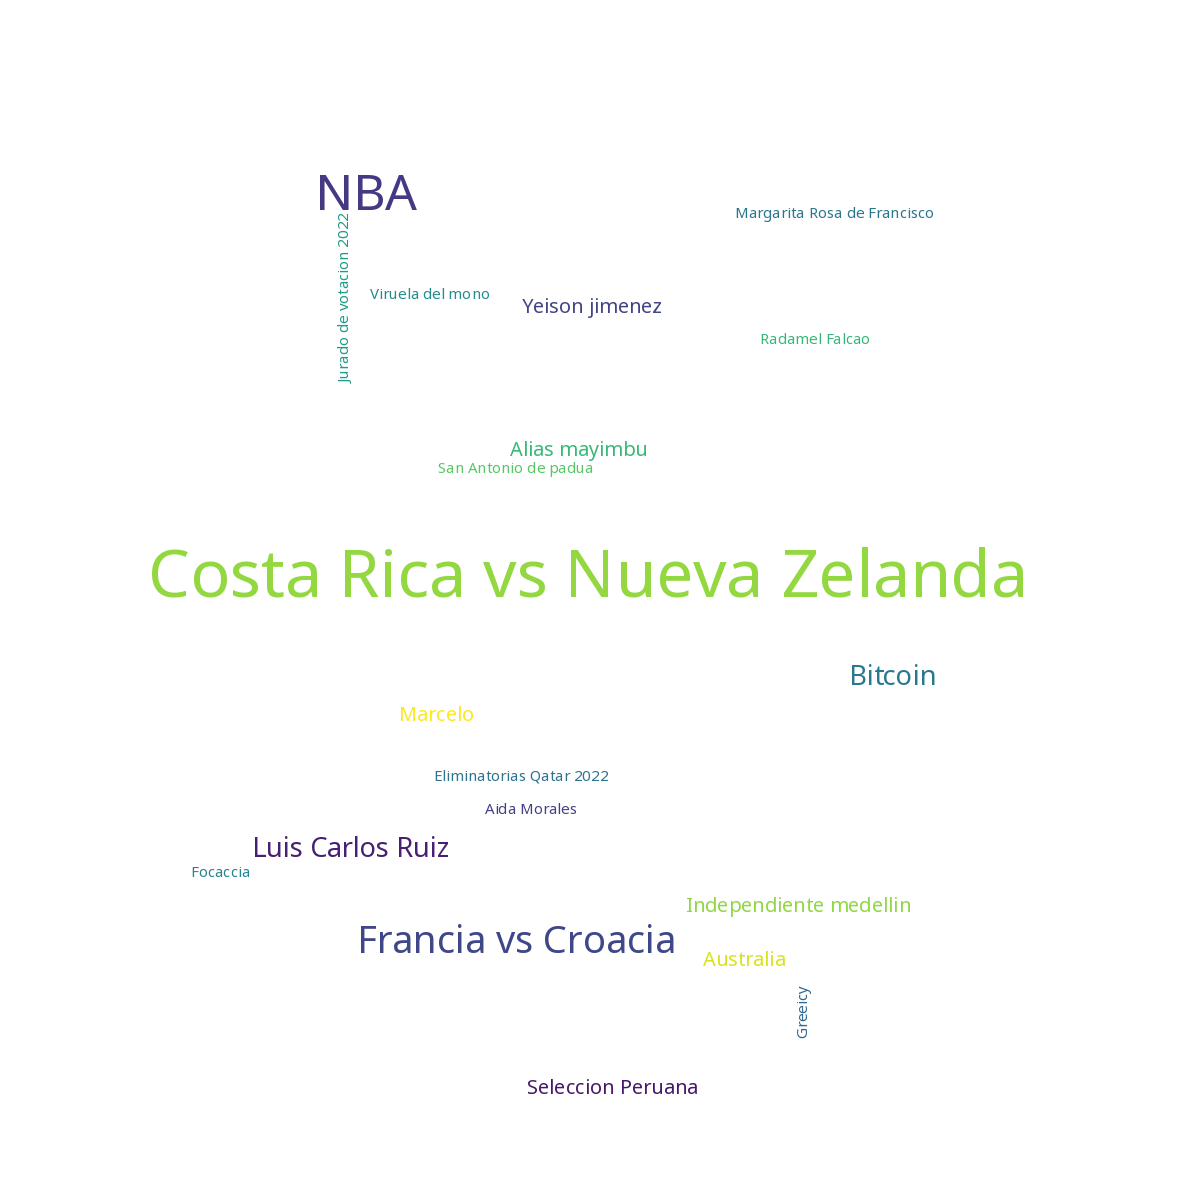 NBA
Margarita Rosa de Francisco
Jurado de votacion 2022
Viruela del mono
Yeison jimenez
Radamel Falcao
Alias mayimbu
San Antonio de padua
Costa Rica vs Nueva Zelanda
Bitcoin
Marcelo
Eliminatorias Qatar 2022
Aida Morales
Luis Carlos Ruiz
Focaccia
Independiente medellin
Francia vs Croacia
Australia
Greeicy
Seleccion Peruana